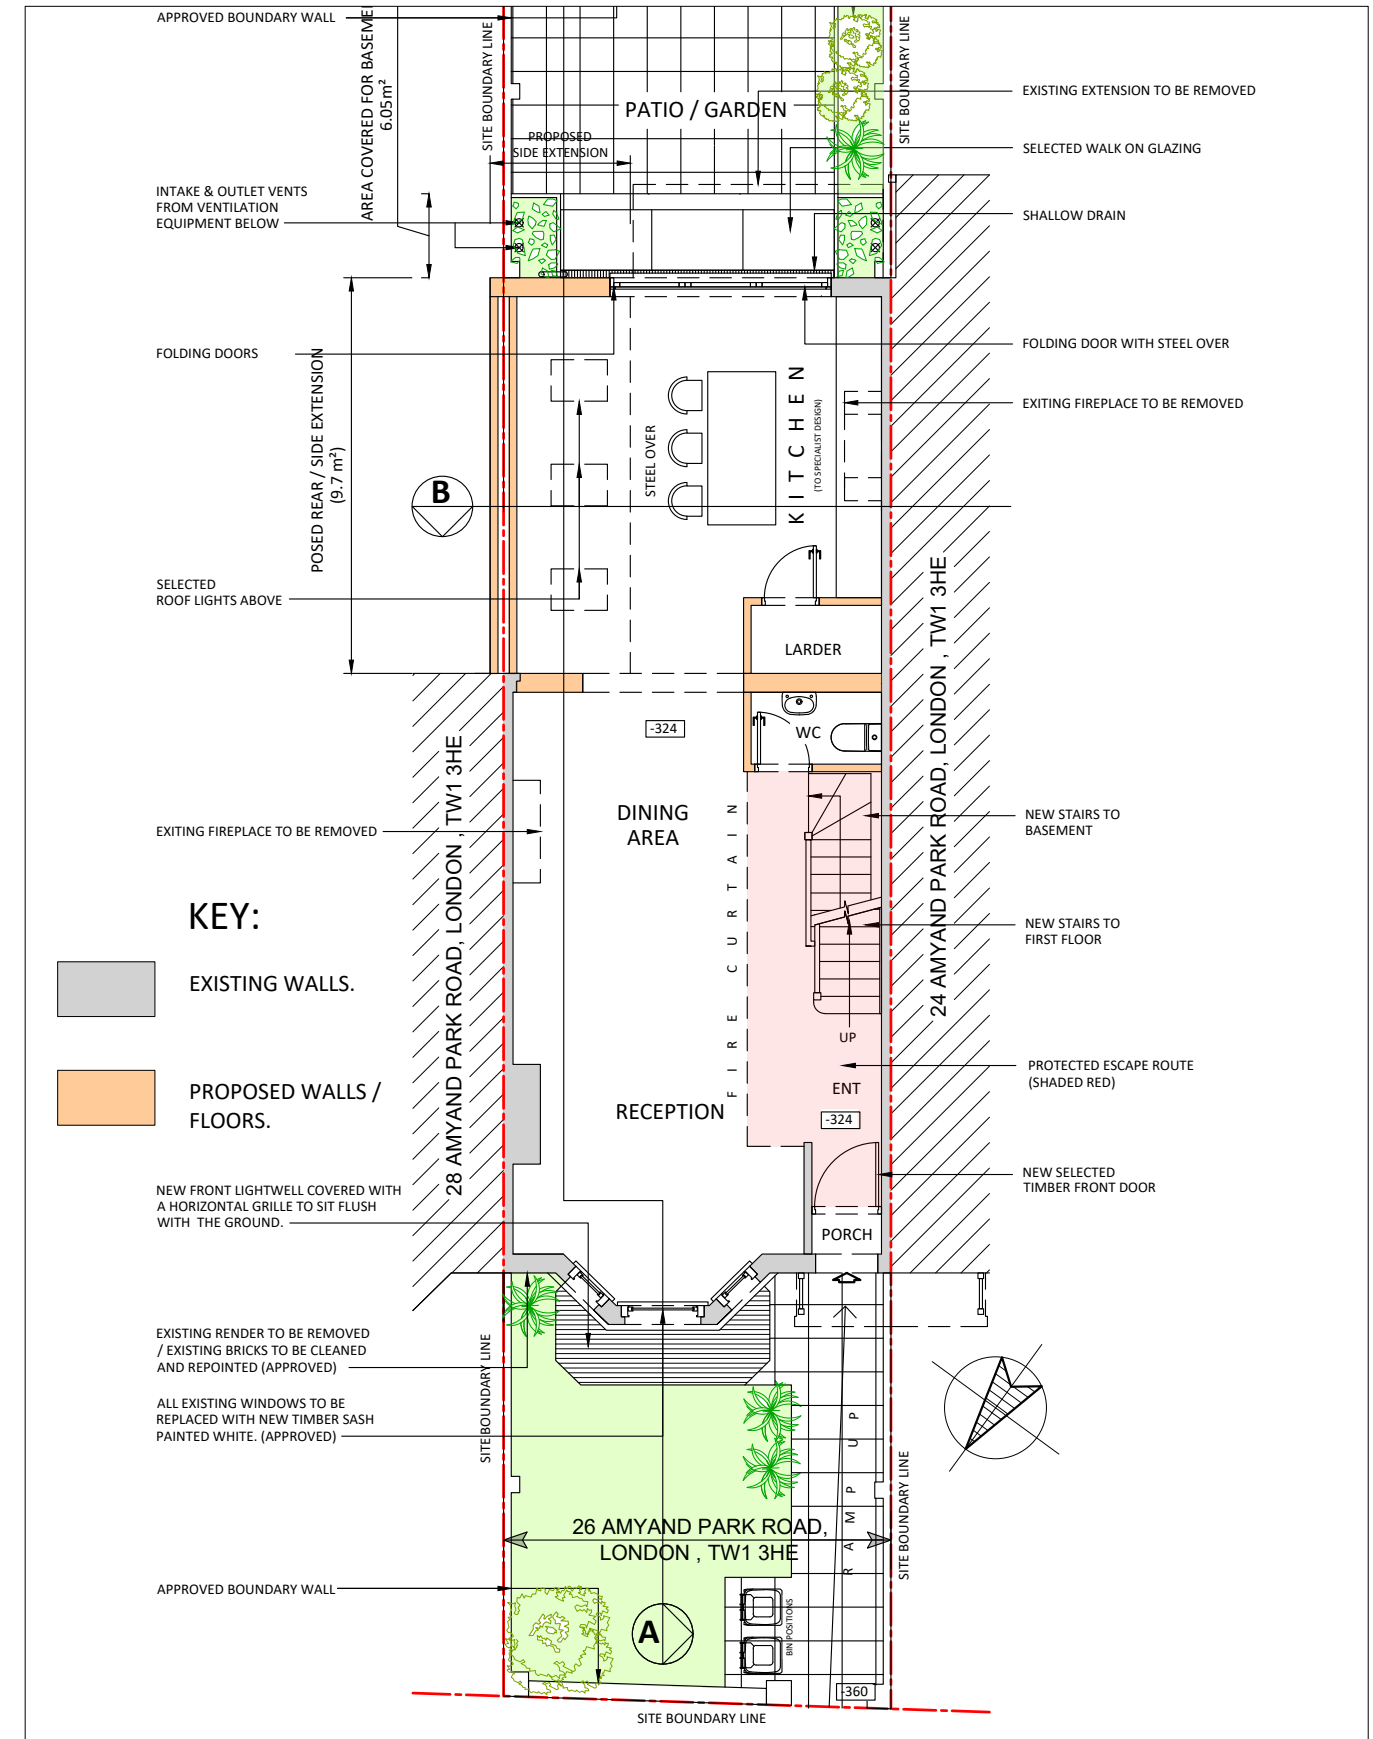 APPROVED BOUNDARY WALL
AREA COVERED FOR BASEME
6.05m²
SITE BOUNDARY LINE
SITE BOUNDARY LINE
PATIO / GARDEN
PROPOSED
SIDE EXTENSION
EXISTING EXTENSION TO BE REMOVED
SELECTED WALK ON GLAZING
SHALLOW DRAIN
INTAKE & OUTLET VENTS
FROM VENTILATION
EQUIPMENT BELOW
FOLDING DOORS
POSED REAR / SIDE EXTENSION
(9.7 m²)
FOLDING DOOR WITH STEEL OVER
EXITING FIREPLACE TO BE REMOVED
STEEL OVER
KITCHEN
(TO SPECIALIST DESIGN)
B
SELECTED
ROOF LIGHTS ABOVE
LARDER
WC
-324
28 AMYAND PARK ROAD, LONDON , TW1 3HE
24 AMYAND PARK ROAD, LONDON , TW1 3HE
DINING
AREA
FIRE CURTAIN
EXITING FIREPLACE TO BE REMOVED
NEW STAIRS TO
BASEMENT
NEW STAIRS TO
FIRST FLOOR
KEY:
EXISTING WALLS.
PROPOSED WALLS /
FLOORS.
UP
ENT
-324
PROTECTED ESCAPE ROUTE
(SHADED RED)
RECEPTION
NEW SELECTED
TIMBER FRONT DOOR
PORCH
NEW FRONT LIGHTWELL COVERED WITH
A HORIZONTAL GRILLE TO SIT FLUSH
WITH THE GROUND.
EXISTING RENDER TO BE REMOVED
/ EXISTING BRICKS TO BE CLEANED
AND REPOINTED (APPROVED)
ALL EXISTING WINDOWS TO BE
REPLACED WITH NEW TIMBER SASH
PAINTED WHITE. (APPROVED)
SITE BOUNDARY LINE
SITE BOUNDARY LINE
RAMP UP
26 AMYAND PARK ROAD,
LONDON , TW1 3HE
APPROVED BOUNDARY WALL
A
BIN POSITIONS
-360
SITE BOUNDARY LINE